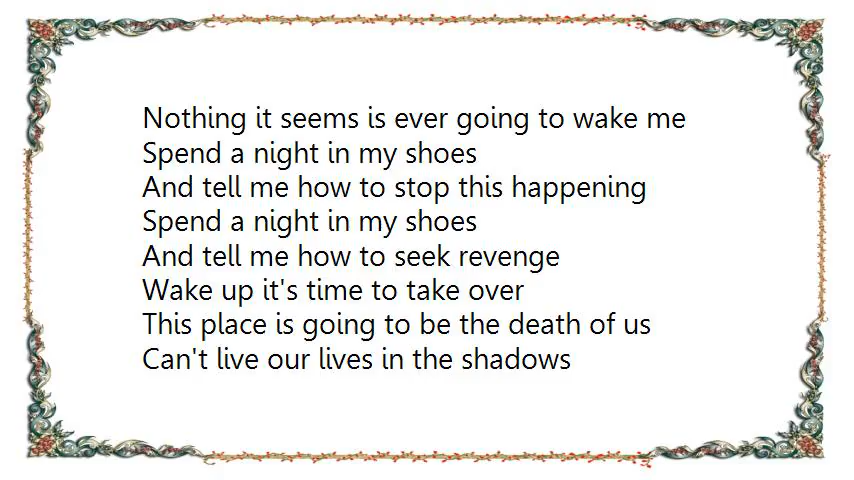 Nothing it seems is ever going to wake me
Spend a night in my shoes
And tell me how to stop this happening
Spend a night in my shoes
And tell me how to seek revenge
Wake up it's time to take over
This place is going to be the death of us
Can't live our lives in the shadows